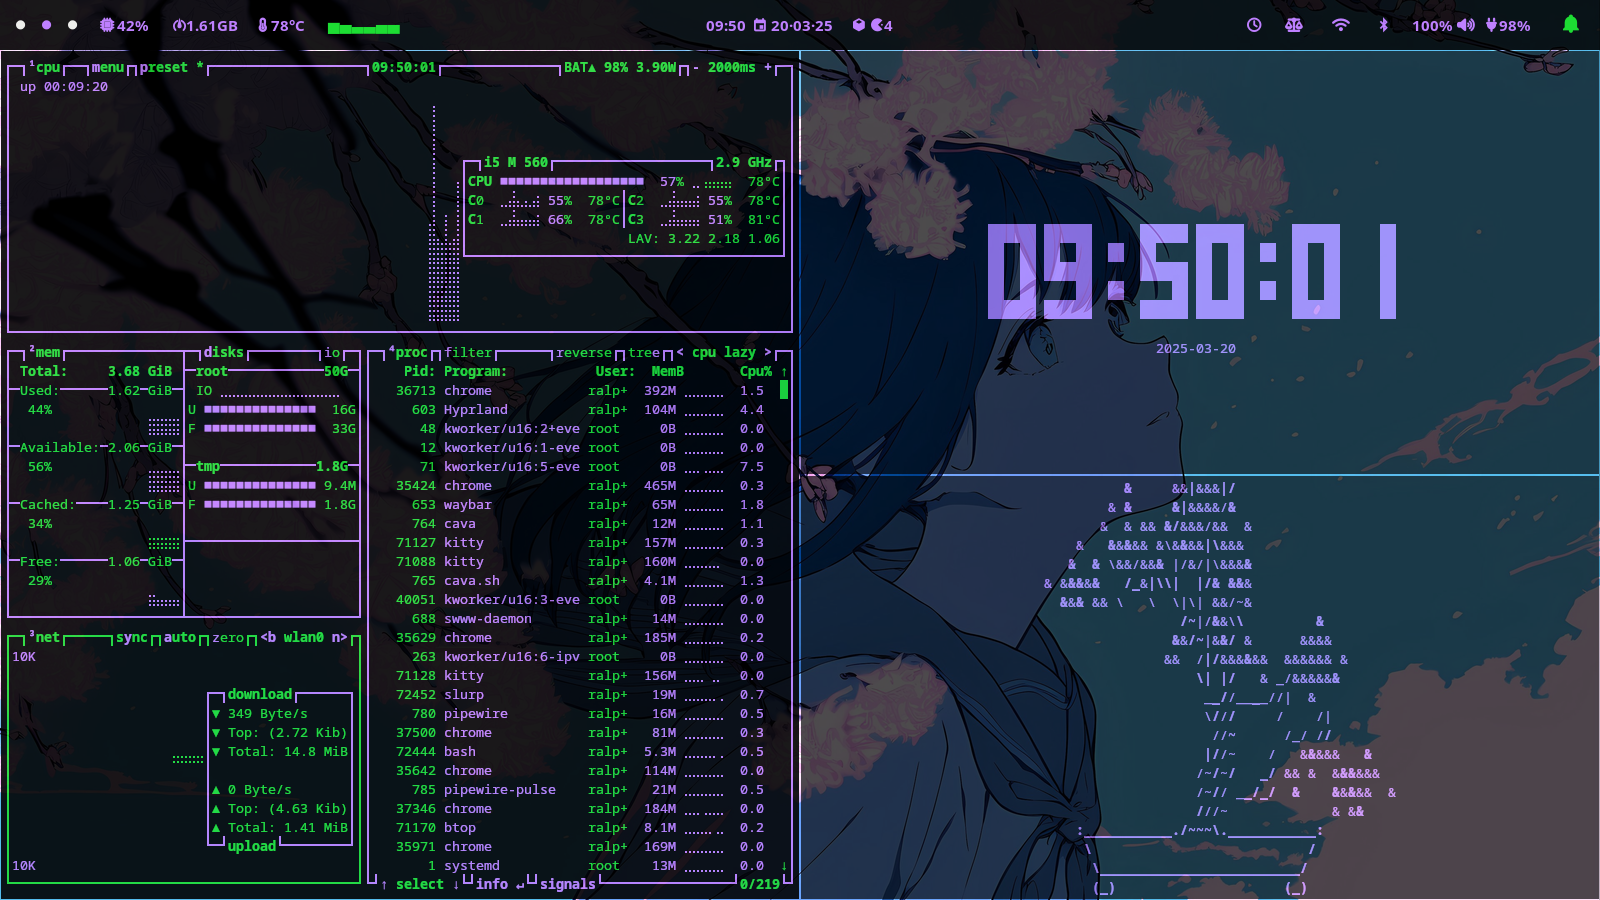 42% 1.61GB 78°C 09:50 20·03·25 4 100% 98%
¹cpu menu preset * 09:50:01 BAT▲ 98% 3.90W - 2000ms +
up 00:09:20
i5 M 560 2.9 GHz
CPU 57% 78°C
C0 55% 78°C C2 55% 78°C
C1 66% 78°C C3 51% 81°C
LAV: 3.22 2.18 1.06
²mem disks io
Total: 3.68 GiB root 50G
Used: 1.62 GiB IO
44% U 16G
F 33G
Available: 2.06 GiB
56% tmp 1.8G
U 9.4M
Cached: 1.25 GiB F 1.8G
34%
Free: 1.06 GiB
29%
³net sync auto zero <b wlan0 n>
10K
download
▼ 349 Byte/s
▼ Top: (2.72 Kib)
▼ Total: 14.8 MiB
▲ 0 Byte/s
▲ Top: (4.63 Kib)
▲ Total: 1.41 MiB
upload
10K
⁴proc filter reverse tree < cpu lazy >
Pid: Program: User: MemB Cpu% ↑
36713 chrome ralp+ 392M 1.5
603 Hyprland ralp+ 104M 4.4
48 kworker/u16:2+eve root 0B 0.0
12 kworker/u16:1-eve root 0B 0.0
71 kworker/u16:5-eve root 0B 7.5
35424 chrome ralp+ 465M 0.3
653 waybar ralp+ 65M 1.8
764 cava ralp+ 12M 1.1
71127 kitty ralp+ 157M 0.3
71088 kitty ralp+ 160M 0.0
765 cava.sh ralp+ 4.1M 1.3
40051 kworker/u16:3-eve root 0B 0.0
688 swww-daemon ralp+ 14M 0.0
35629 chrome ralp+ 185M 0.2
263 kworker/u16:6-ipv root 0B 0.0
71128 kitty ralp+ 156M 0.0
72452 slurp ralp+ 19M 0.7
780 pipewire ralp+ 16M 0.5
37500 chrome ralp+ 81M 0.3
72444 bash ralp+ 5.3M 0.5
35642 chrome ralp+ 114M 0.0
785 pipewire-pulse ralp+ 21M 0.5
37346 chrome ralp+ 184M 0.0
71170 btop ralp+ 8.1M 0.2
35971 chrome ralp+ 169M 0.0
1 systemd root 13M 0.0 ↓
↑ select ↓ info ↵ signals 0/219
09:50:01
2025-03-20